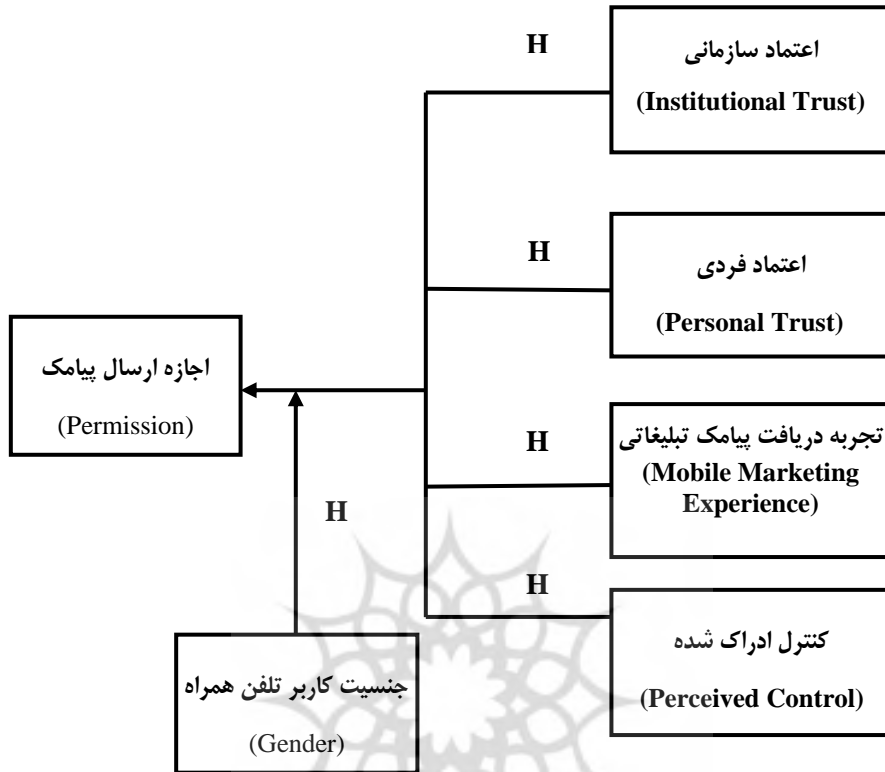 H
اعتماد سازمانی
(Institutional Trust)
H
اعتماد فردی
(Personal Trust)
اجازه ارسال پیامک
(Permission)
H
تجربه دریافت پیامک تبلیغاتی
(Mobile Marketing
Experience)
H
H
کنترل ادراک شده
(Perceived Control)
جنسیت کاربر تلفن همراه
(Gender)